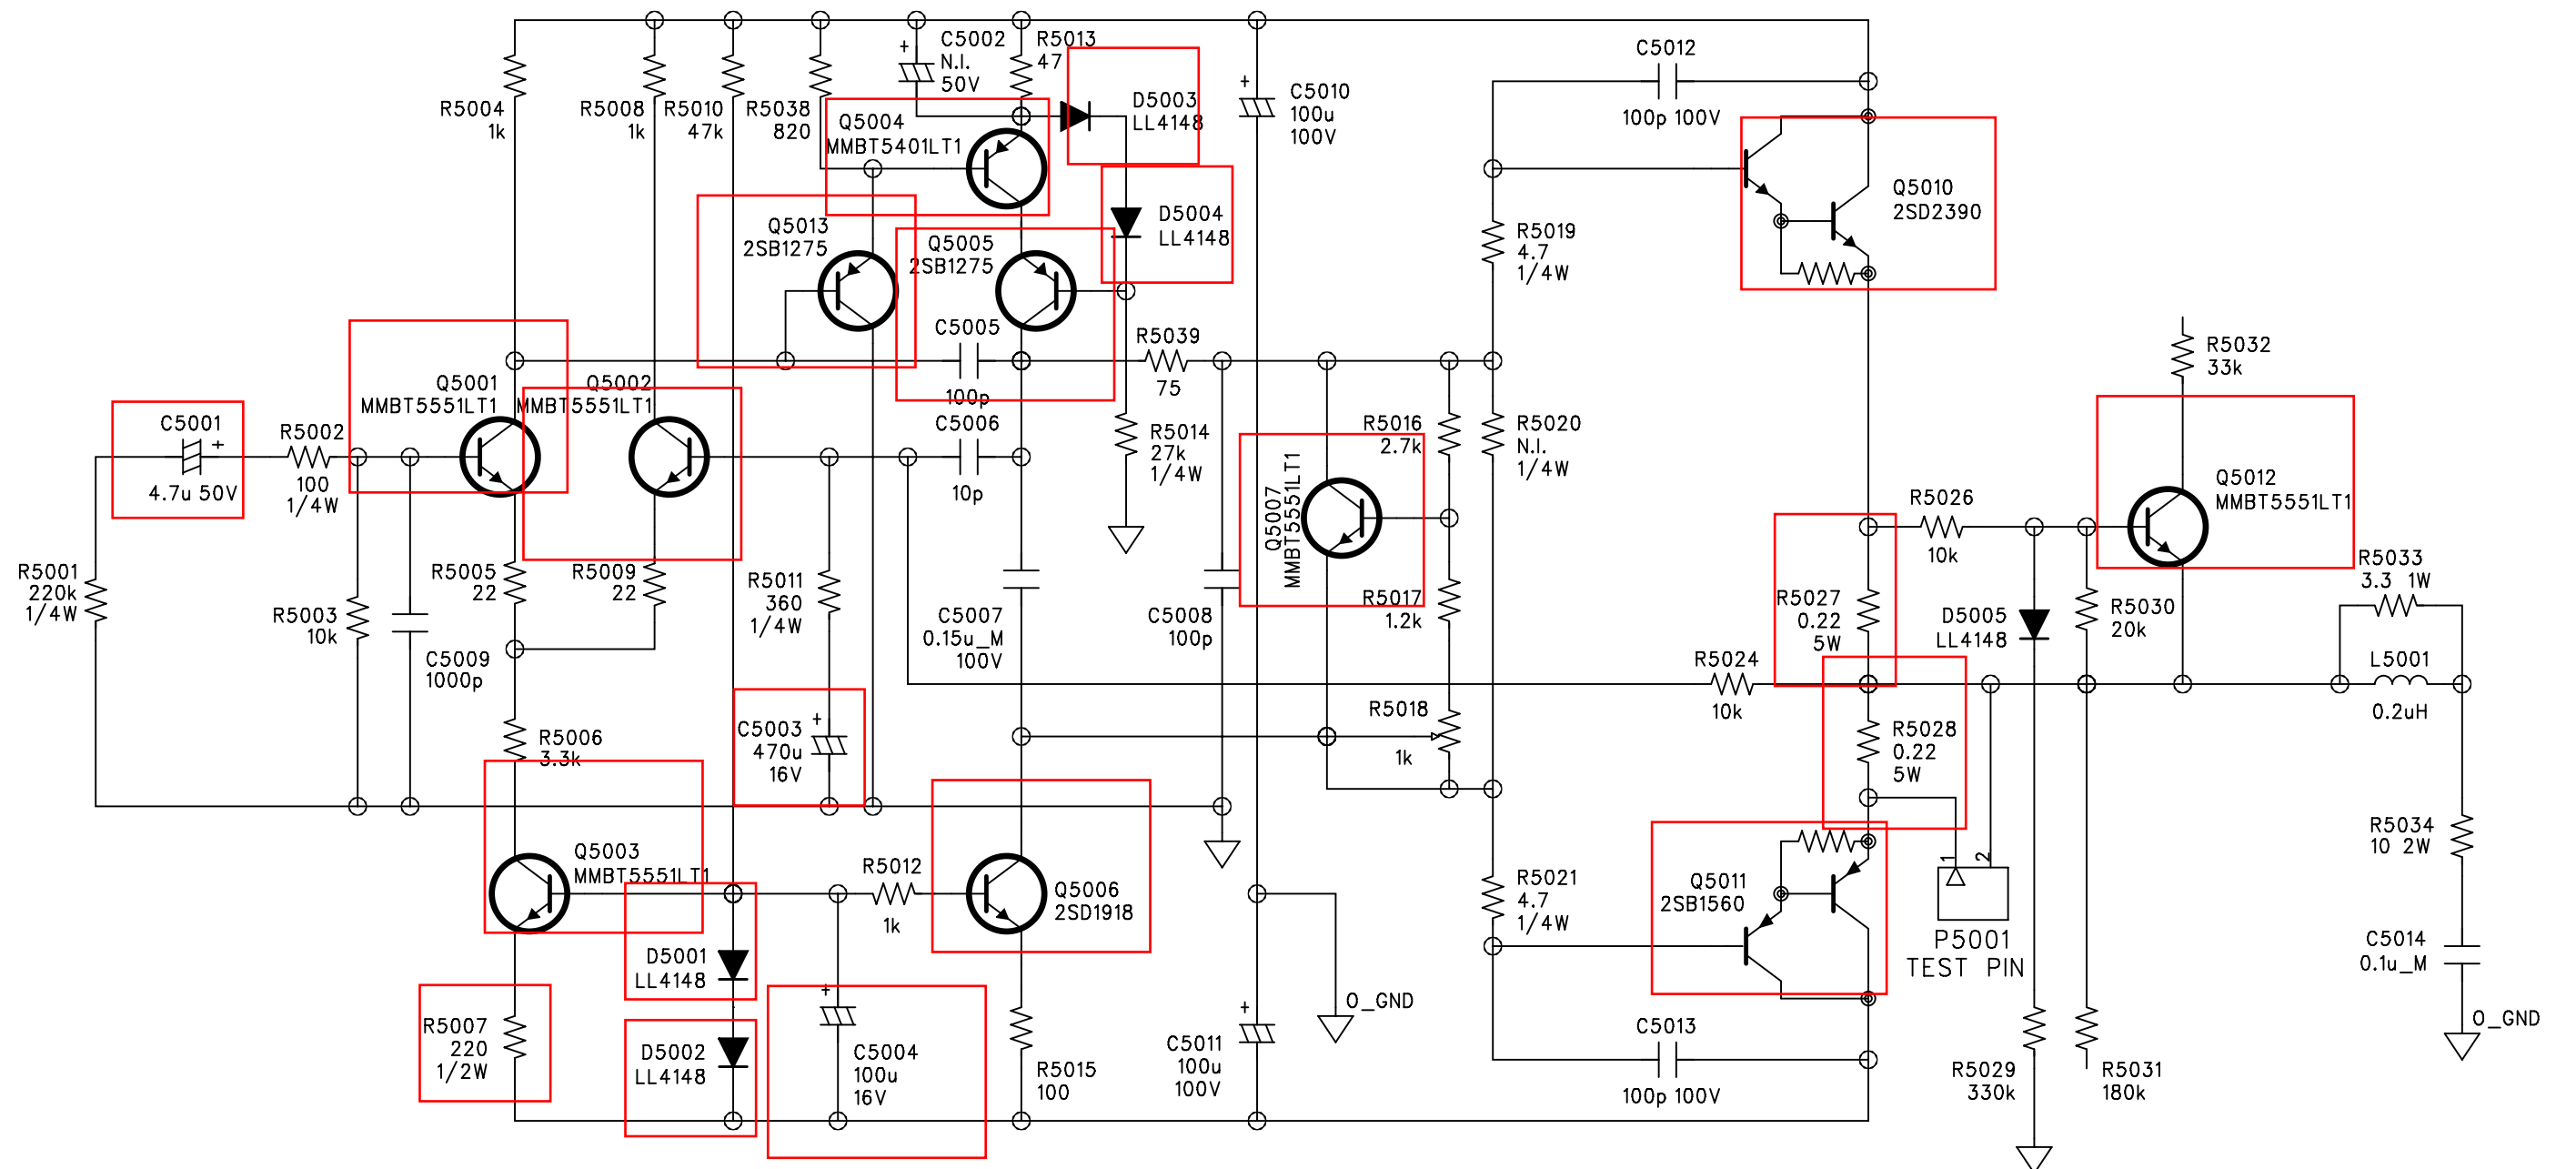 C5002
N.I.
50V
R5013
47
C5012
100p 100V
R5004
1k
R5008
1k
R5010
47k
R5038
820
Q5004
MMBT5401LT1
D5003
LL4148
C5010
100u
100V
Q5013
2SB1275
Q5005
2SB1275
D5004
LL4148
Q5010
2SD2390
R5019
4.7
1/4W
C5005
100p
R5039
75
R5032
33k
Q5001
MMBT5551LT1
Q5002
MMBT5551LT1
C5001
+
4.7u 50V
R5002
100
1/4W
C5006
10p
R5014
27k
1/4W
R5016
2.7k
R5020
N.I.
1/4W
Q5007
MMBT5551LT1
R5026
10k
Q5012
MMBT5551LT1
R5001
220k
1/4W
R5003
10k
R5005
22
R5009
22
R5011
360
1/4W
C5007
0.15u_M
100V
C5008
100p
R5017
1.2k
R5027
0.22
5W
D5005
LL4148
R5030
20k
R5033
3.3 1W
C5009
1000p
R5024
10k
L5001
0.2uH
R5006
3.3k
C5003
+
470u
16V
R5018
1k
R5028
0.22
5W
R5034
10 2W
Q5003
MMBT5551LT1
R5012
1k
Q5006
2SD1918
R5021
4.7
1/4W
Q5011
2SB1560
1
2
P5001
TEST PIN
C5014
0.1u_M
D5001
LL4148
O_GND
O_GND
R5007
220
1/2W
D5002
LL4148
+
C5004
100u
16V
R5015
100
C5011
+
100u
100V
C5013
100p 100V
R5029
330k
R5031
180k